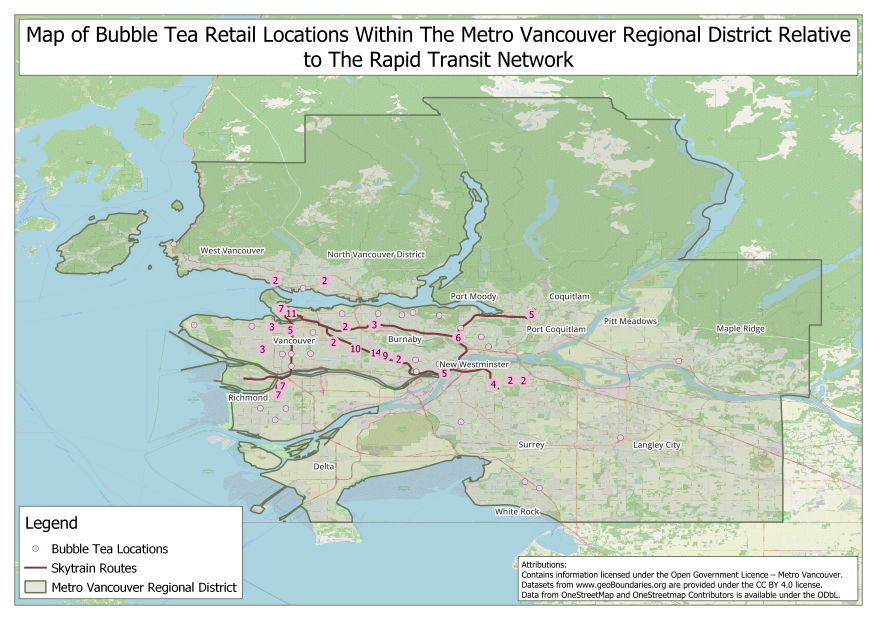 Map of Bubble Tea Retail Locations Within The Metro Vancouver Regional District Relative
to The Rapid Transit Network
West Vancouver
North Vancouver District
2
2
Port Moody
Coquitlam
7
11
5
Pitt Meadows
3
5
2
3
Port Coquitlam
Maple Ridge
Vancouver
2
Burnaby
6
3
10
14
9
2
New Westminster
5
7
4
2
2
7
Richmond
Surrey
Langley City
Delta
White Rock
Legend
Bubble Tea Locations
Skytrain Routes
Metro Vancouver Regional District
Attributions:
Contains information licensed under the Open Government Licence – Metro Vancouver.
Datasets from www.geoBoundaries.org are provided under the CC BY 4.0 license.
Data from OneStreetMap and OneStreetmap Contributors is available under the ODbL.